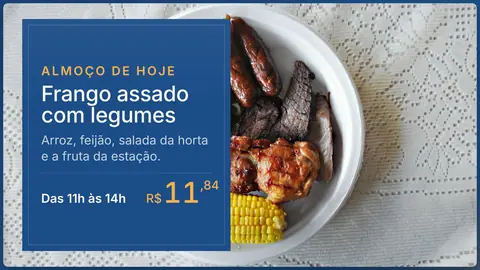 ALMOÇO DE HOJE
Frango assado
com legumes
Arroz, feijão, salada da horta
e a fruta da estação.
Das 11h às 14h
R$ 11,84